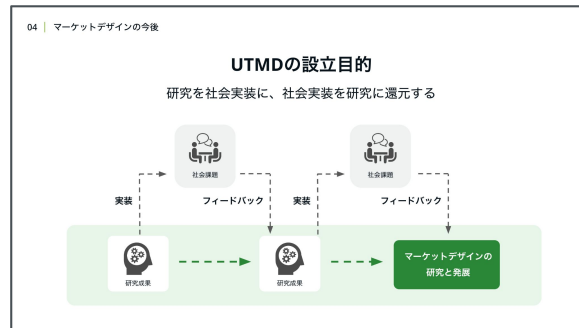 04 | マーケットデザインの今後
UTMDの設立目的
研究を社会実装に、社会実装を研究に還元する
社会課題
社会課題
実装
フィードバック
実装
フィードバック
研究成果
研究成果
マーケットデザインの
研究と発展